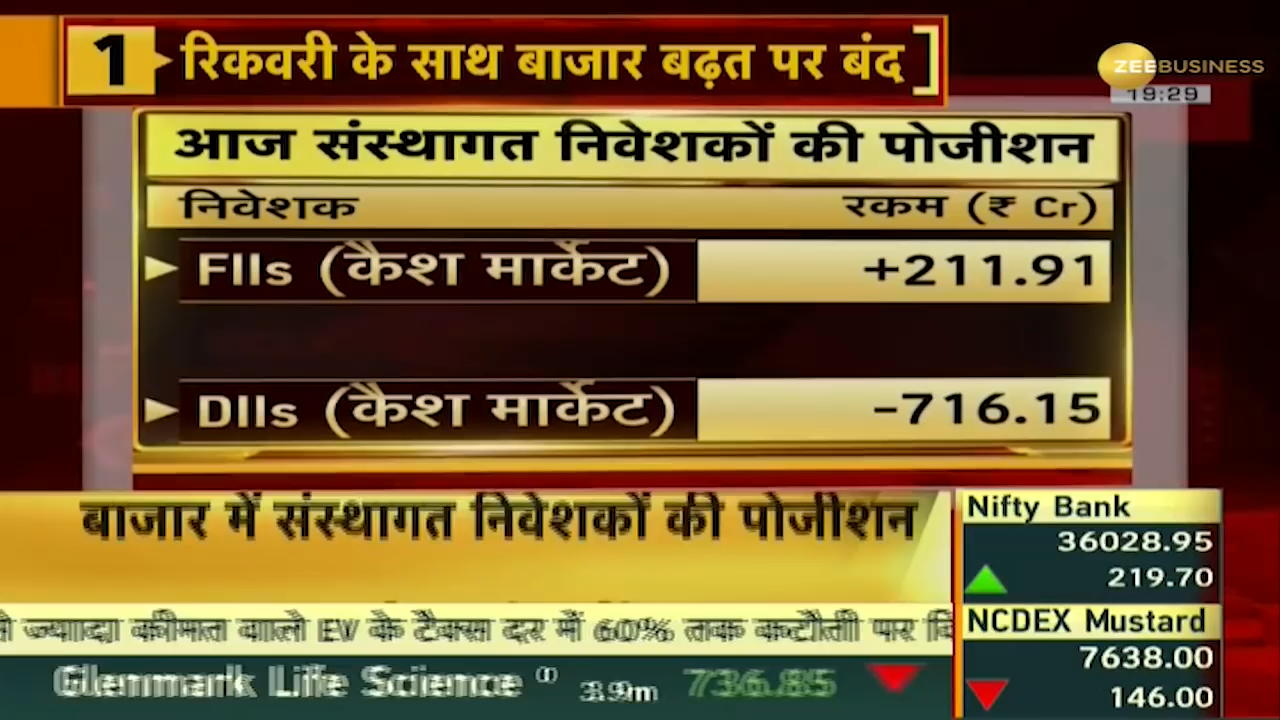 1 रिकवरी के साथ बाजार बढ़त पर बंद
ZEEBUSINESS
19:29
आज संस्थागत निवेशकों की पोजीशन
निवेशक रकम (₹ Cr)
FIIs (कैश मार्केट) +211.91
DIIs (कैश मार्केट) -716.15
बाजार में संस्थागत निवेशकों की पोजीशन
Nifty Bank
36028.95
219.70
ज्यादा कीमत वाले EV के टैक्स दर में 60% तक कटौती पर
NCDEX Mustard
7638.00
146.00
Glenmark Life Science 736.85